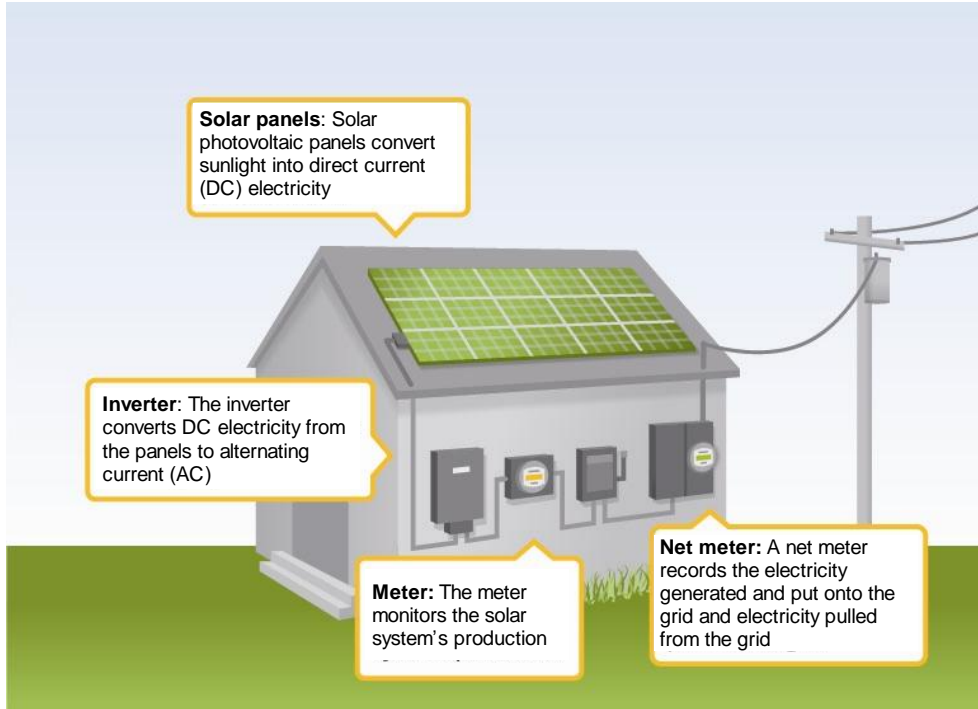 Solar panels: Solar
photovoltaic panels convert
sunlight into direct current
(DC) electricity
Inverter: The inverter
converts DC electricity from
the panels to alternating
current (AC)
Meter: The meter
monitors the solar
system’s production
Net meter: A net meter
records the electricity
generated and put onto the
grid and electricity pulled
from the grid